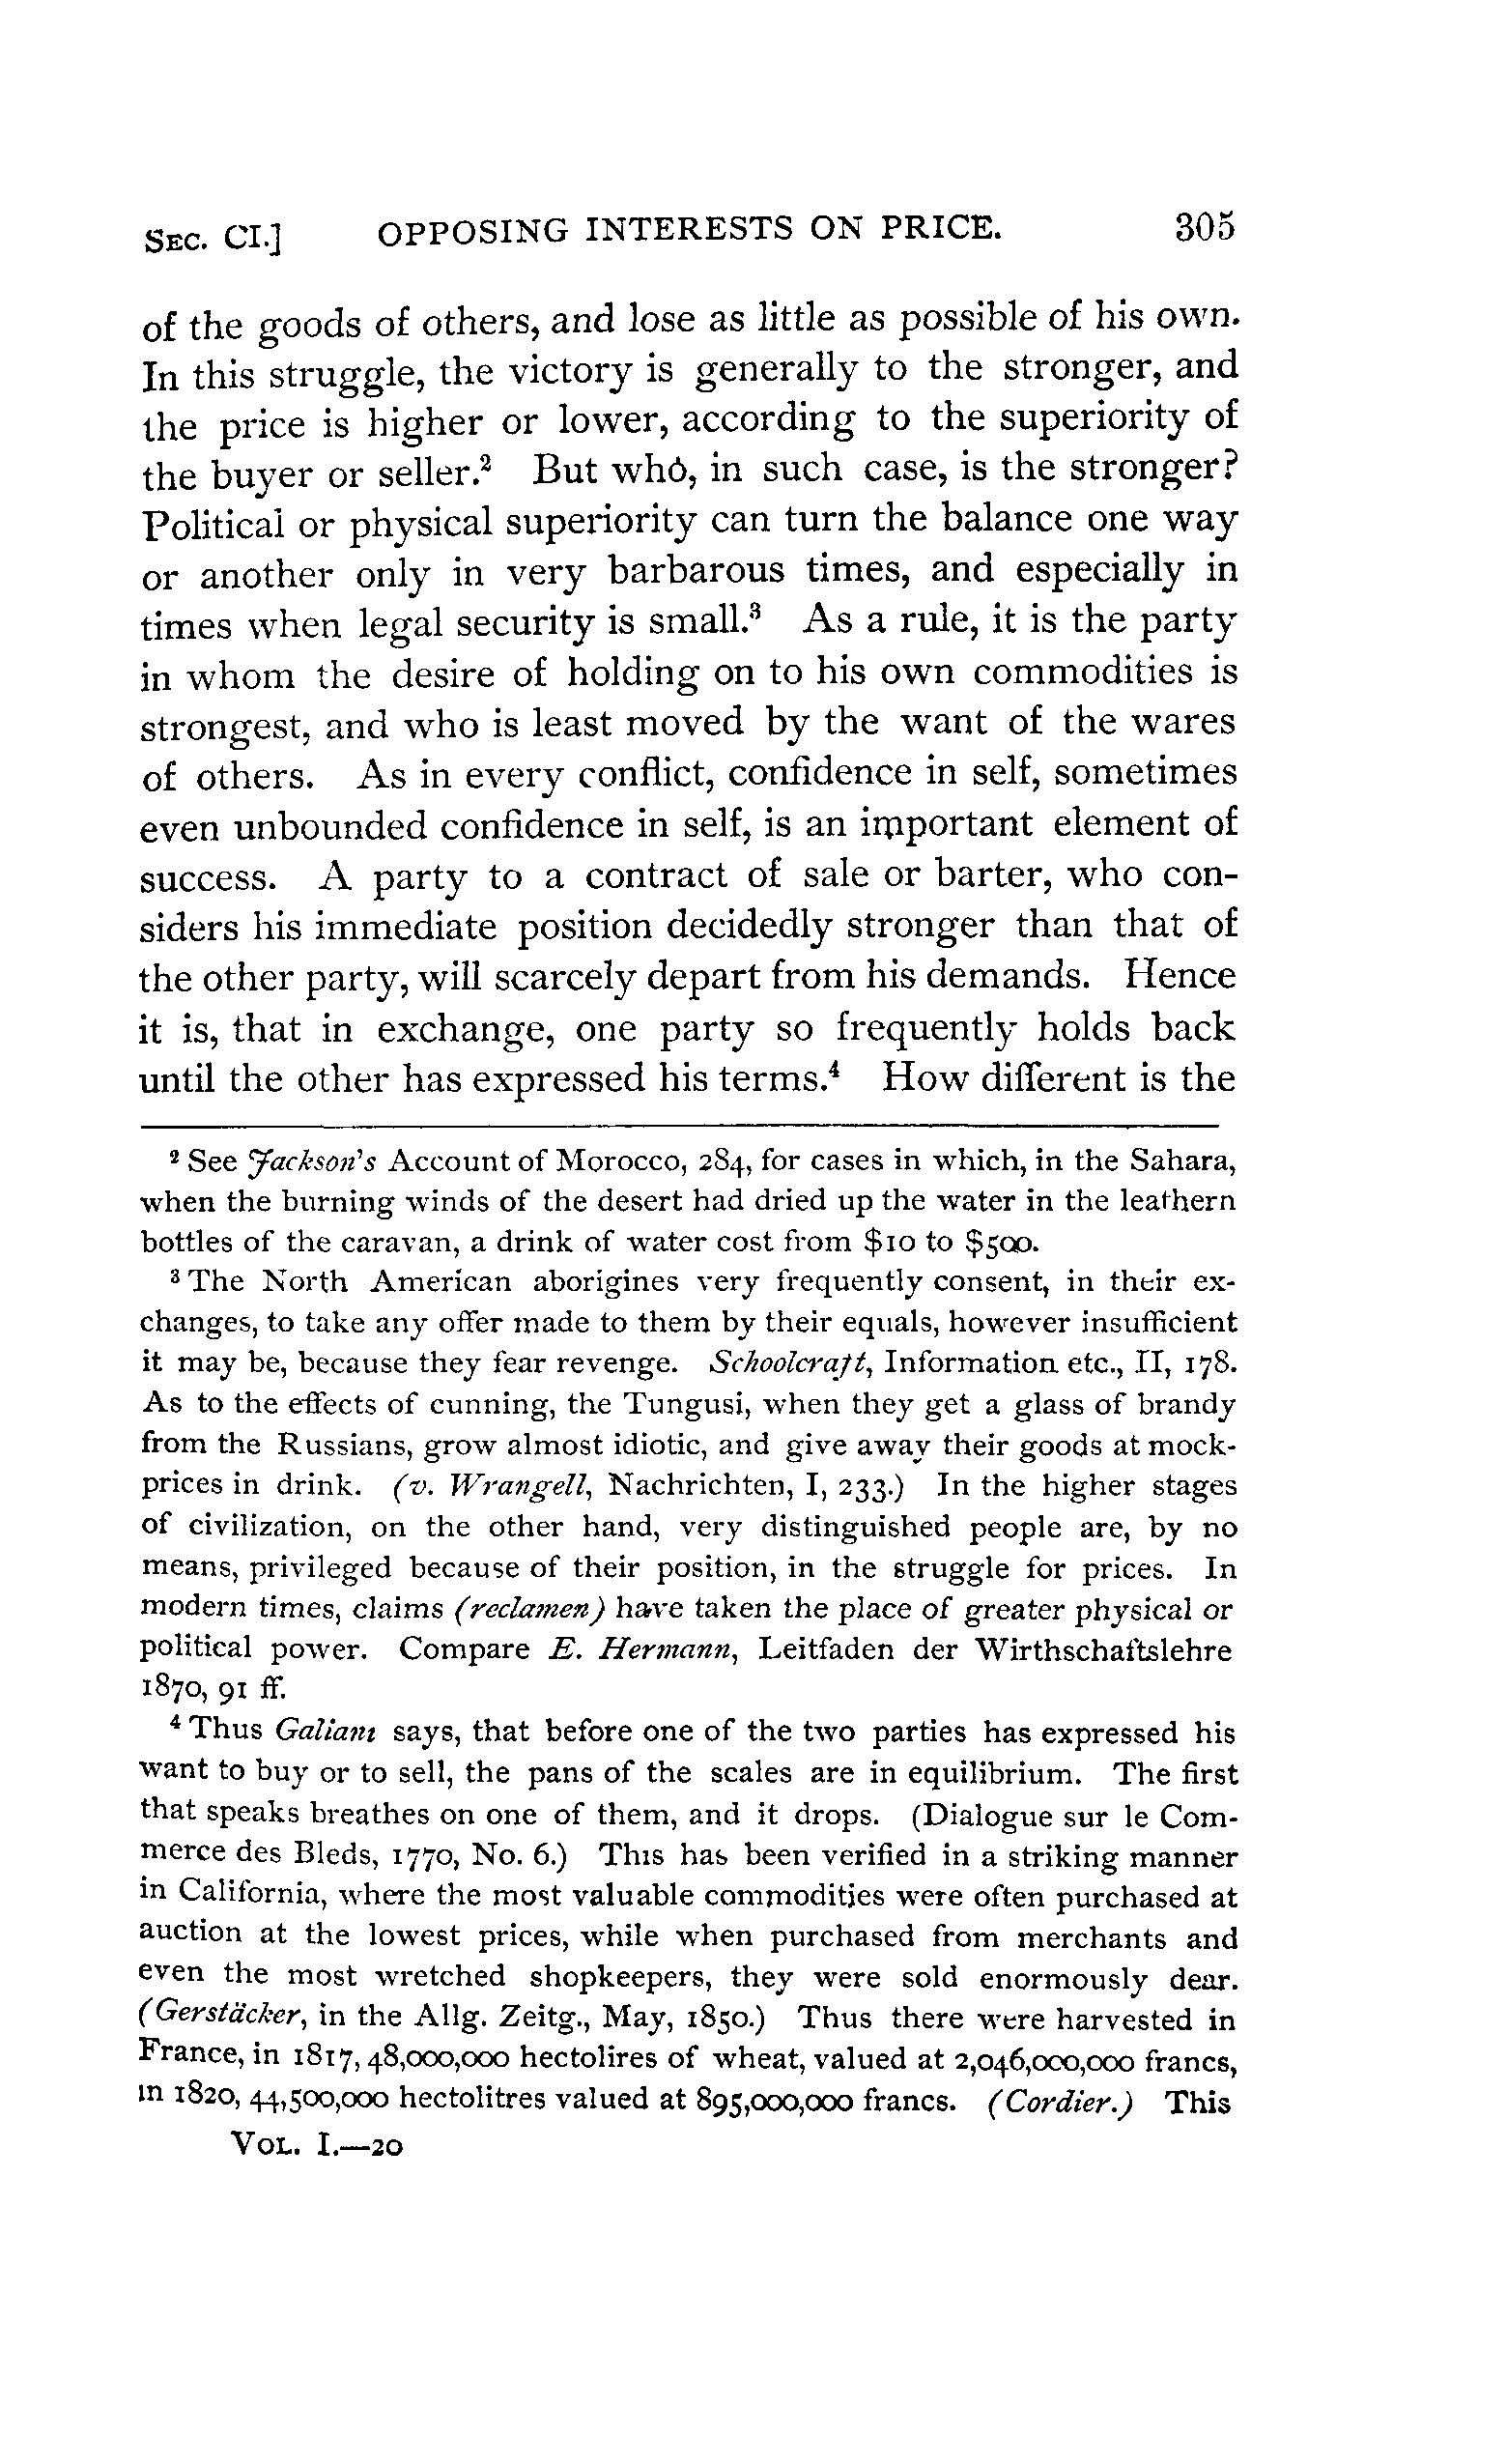 SEC. CI.] OPPOSING INTERESTS ON PRICE. 305
of the goods of others, and lose as little as possible of his own.
In this struggle, the victory is generally to the stronger, and
the price is higher or lower, according to the superiority of
the buyer or seller.² But who, in such case, is the stronger?
Political or physical superiority can turn the balance one way
or another only in very barbarous times, and especially in
times when legal security is small.³ As a rule, it is the party
in whom the desire of holding on to his own commodities is
strongest, and who is least moved by the want of the wares
of others. As in every conflict, confidence in self, sometimes
even unbounded confidence in self, is an important element of
success. A party to a contract of sale or barter, who con-
siders his immediate position decidedly stronger than that of
the other party, will scarcely depart from his demands. Hence
it is, that in exchange, one party so frequently holds back
until the other has expressed his terms.⁴ How different is the
² See Jackson's Account of Morocco, 284, for cases in which, in the Sahara,
when the burning winds of the desert had dried up the water in the leathern
bottles of the caravan, a drink of water cost from $10 to $500.
³ The North American aborigines very frequently consent, in their ex-
changes, to take any offer made to them by their equals, however insufficient
it may be, because they fear revenge. Schoolcraft, Information etc., II, 178.
As to the effects of cunning, the Tungusi, when they get a glass of brandy
from the Russians, grow almost idiotic, and give away their goods at mock-
prices in drink. (v. Wrangell, Nachrichten, I, 233.) In the higher stages
of civilization, on the other hand, very distinguished people are, by no
means, privileged because of their position, in the struggle for prices. In
modern times, claims (reclamen) have taken the place of greater physical or
political power. Compare E. Hermann, Leitfaden der Wirthschaftslehre
1870, 91 ff.
⁴ Thus Galiani says, that before one of the two parties has expressed his
want to buy or to sell, the pans of the scales are in equilibrium. The first
that speaks breathes on one of them, and it drops. (Dialogue sur le Com-
merce des Bleds, 1770, No. 6.) This has been verified in a striking manner
in California, where the most valuable commodities were often purchased at
auction at the lowest prices, while when purchased from merchants and
even the most wretched shopkeepers, they were sold enormously dear.
(Gerstäcker, in the Allg. Zeitg., May, 1850.) Thus there were harvested in
France, in 1817, 48,000,000 hectolires of wheat, valued at 2,046,000,000 francs,
in 1820, 44,500,000 hectolitres valued at 895,000,000 francs. (Cordier.) This
VOL. I.—20